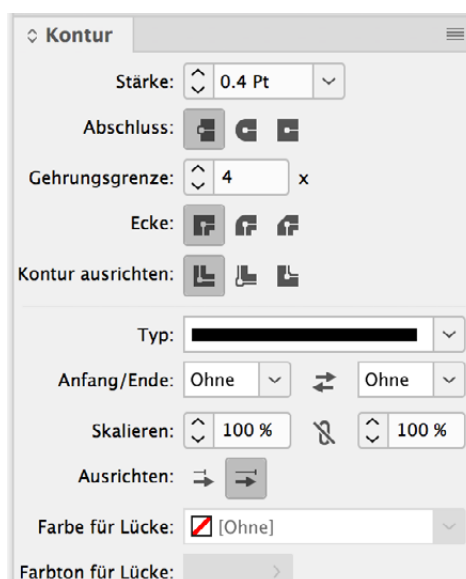 Kontur
Stärke: 0.4 Pt
Abschluss:
Gehrungsgrenze: 4 x
Ecke:
Kontur ausrichten:
Typ:
Anfang/Ende: Ohne Ohne
Skalieren: 100 % 100 %
Ausrichten:
Farbe für Lücke: [Ohne]
Farbton für Lücke: